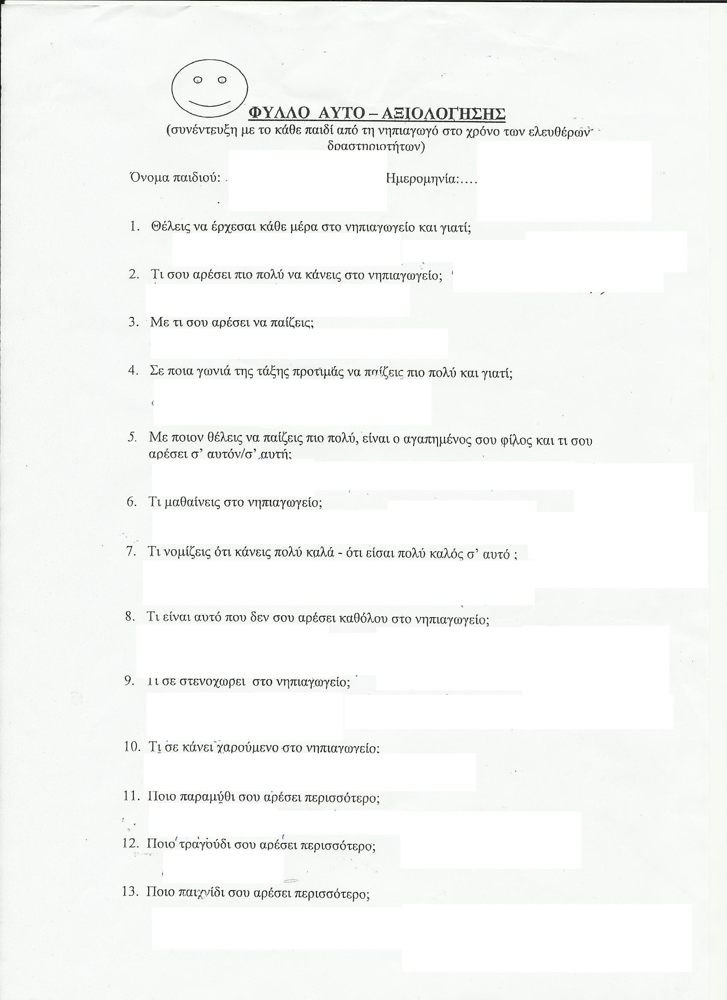 ΦΥΛΛΟ ΑΥΤΟ – ΑΞΙΟΛΟΓΗΣΗΣ
(συνέντευξη με το κάθε παιδί από τη νηπιαγωγό στο χρόνο των ελευθέρων
δραστηριοτήτων)
Όνομα παιδιού: . Ημερομηνία:....
1. Θέλεις να έρχεσαι κάθε μέρα στο νηπιαγωγείο και γιατί;
2. Τι σου αρέσει πιο πολύ να κάνεις στο νηπιαγωγείο;
3. Με τι σου αρέσει να παίζεις;
4. Σε ποια γωνιά της τάξης προτιμάς να παίζεις πιο πολύ και γιατί;
5. Με ποιον θέλεις να παίζεις πιο πολύ, είναι ο αγαπημένος σου φίλος και τι σου
αρέσει σ’ αυτόν/σ’ αυτή;
6. Τι μαθαίνεις στο νηπιαγωγείο;
7. Τι νομίζεις ότι κάνεις πολύ καλά - ότι είσαι πολύ καλός σ’ αυτό ;
8. Τι είναι αυτό που δεν σου αρέσει καθόλου στο νηπιαγωγείο;
9. Τι σε στενοχωρεί στο νηπιαγωγείο;
10. Τι σε κάνει χαρούμενο στο νηπιαγωγείο;
11. Ποιο παραμύθι σου αρέσει περισσότερο;
12. Ποιο τραγούδι σου αρέσει περισσότερο;
13. Ποιο παιχνίδι σου αρέσει περισσότερο;